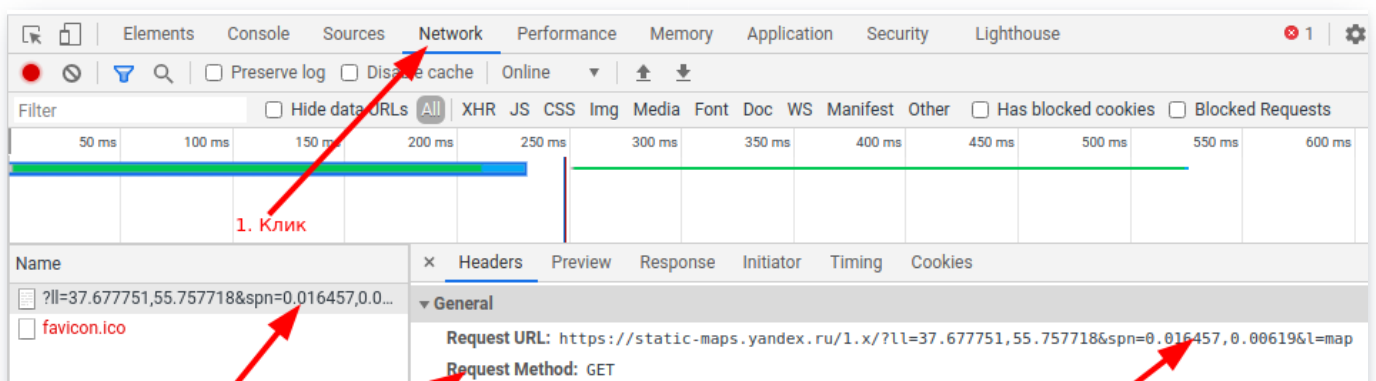 Elements Console Sources Network Performance Memory Application Security Lighthouse 1
Preserve log Disable cache Online
Filter Hide data URLs All XHR JS CSS Img Media Font Doc WS Manifest Other Has blocked cookies Blocked Requests
50 ms 100 ms 150 ms 200 ms 250 ms 300 ms 350 ms 400 ms 450 ms 500 ms 550 ms 600 ms
1. Клик
Name × Headers Preview Response Initiator Timing Cookies
?ll=37.677751,55.757718&spn=0.016457,0.0... ▾ General
favicon.ico Request URL: https://static-maps.yandex.ru/1.x/?ll=37.677751,55.757718&spn=0.016457,0.00619&l=map
Request Method: GET